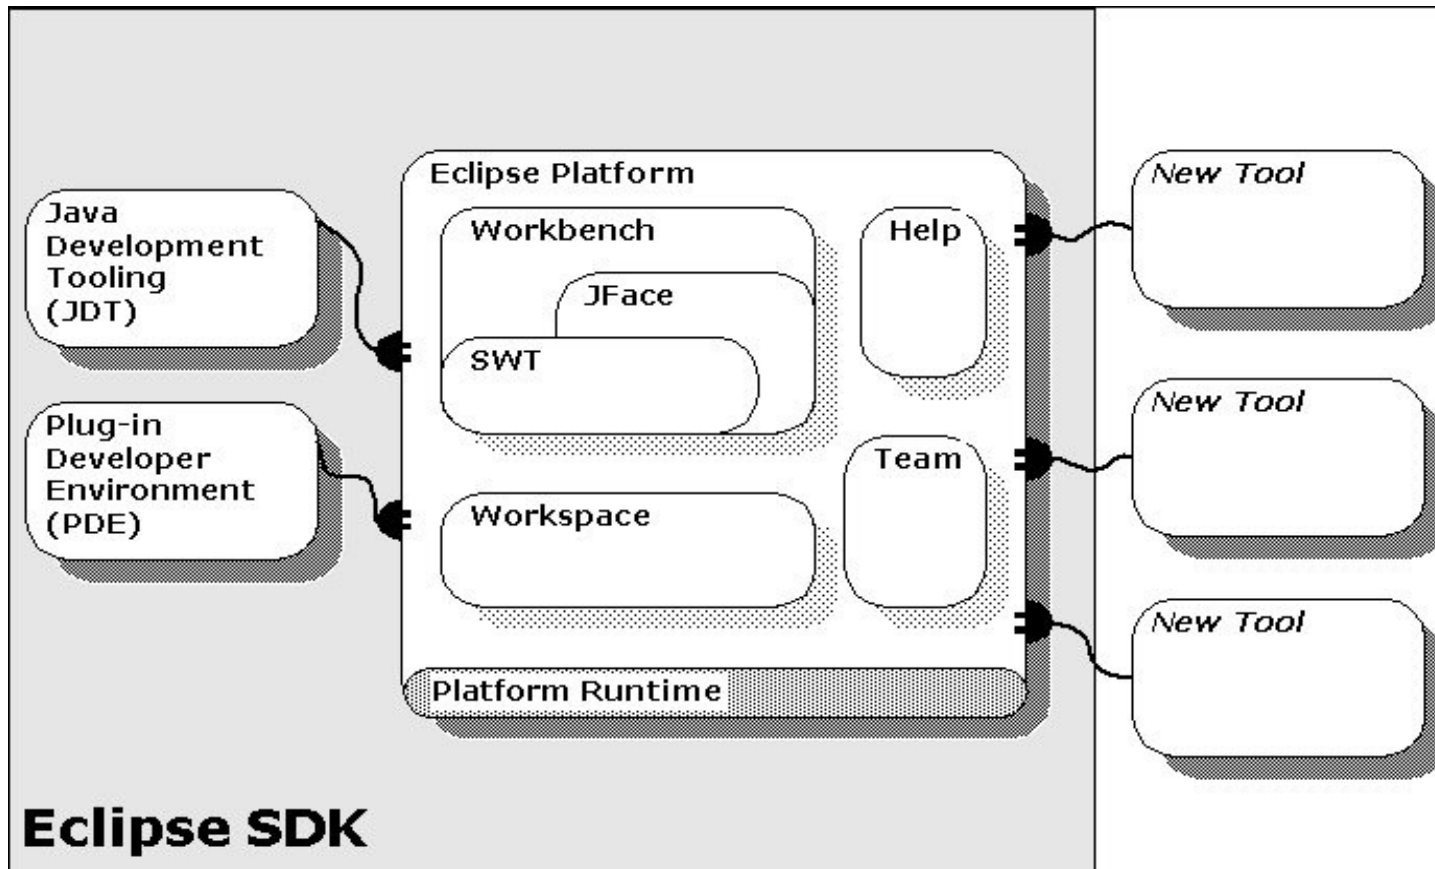 Java
Development
Tooling
(JDT)
Plug-in
Developer
Environment
(PDE)
Eclipse Platform
Workbench
JFace
SWT
Workspace
Help
Team
Platform Runtime
New Tool
New Tool
New Tool
Eclipse SDK